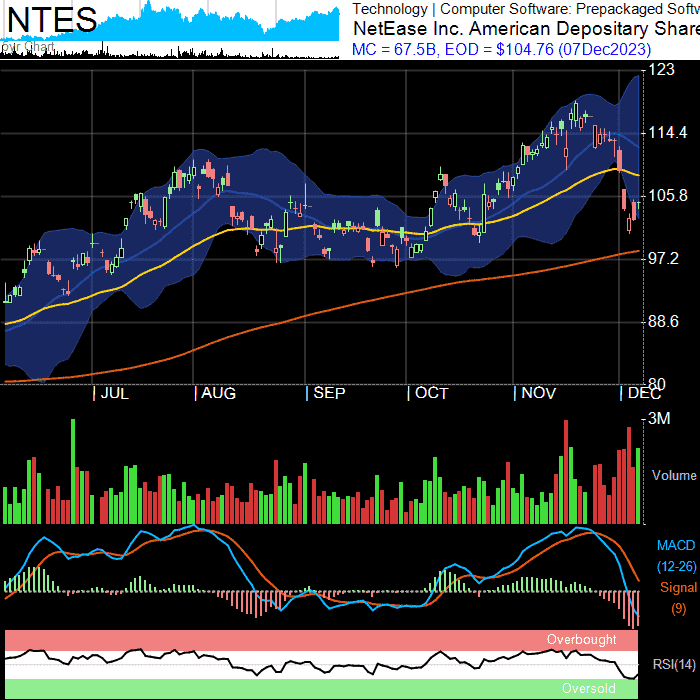 NTES
Technology | Computer Software: Prepackaged Softw
NetEase Inc. American Depositary Share
MC = 67.5B, EOD = $104.76 (07Dec2023)
Chart
123
114.4
105.8
97.2
88.6
80
JUL AUG SEP OCT NOV DEC
3M
Volume
MACD
(12-26)
Signal
(9)
Overbought
RSI(14)
Oversold